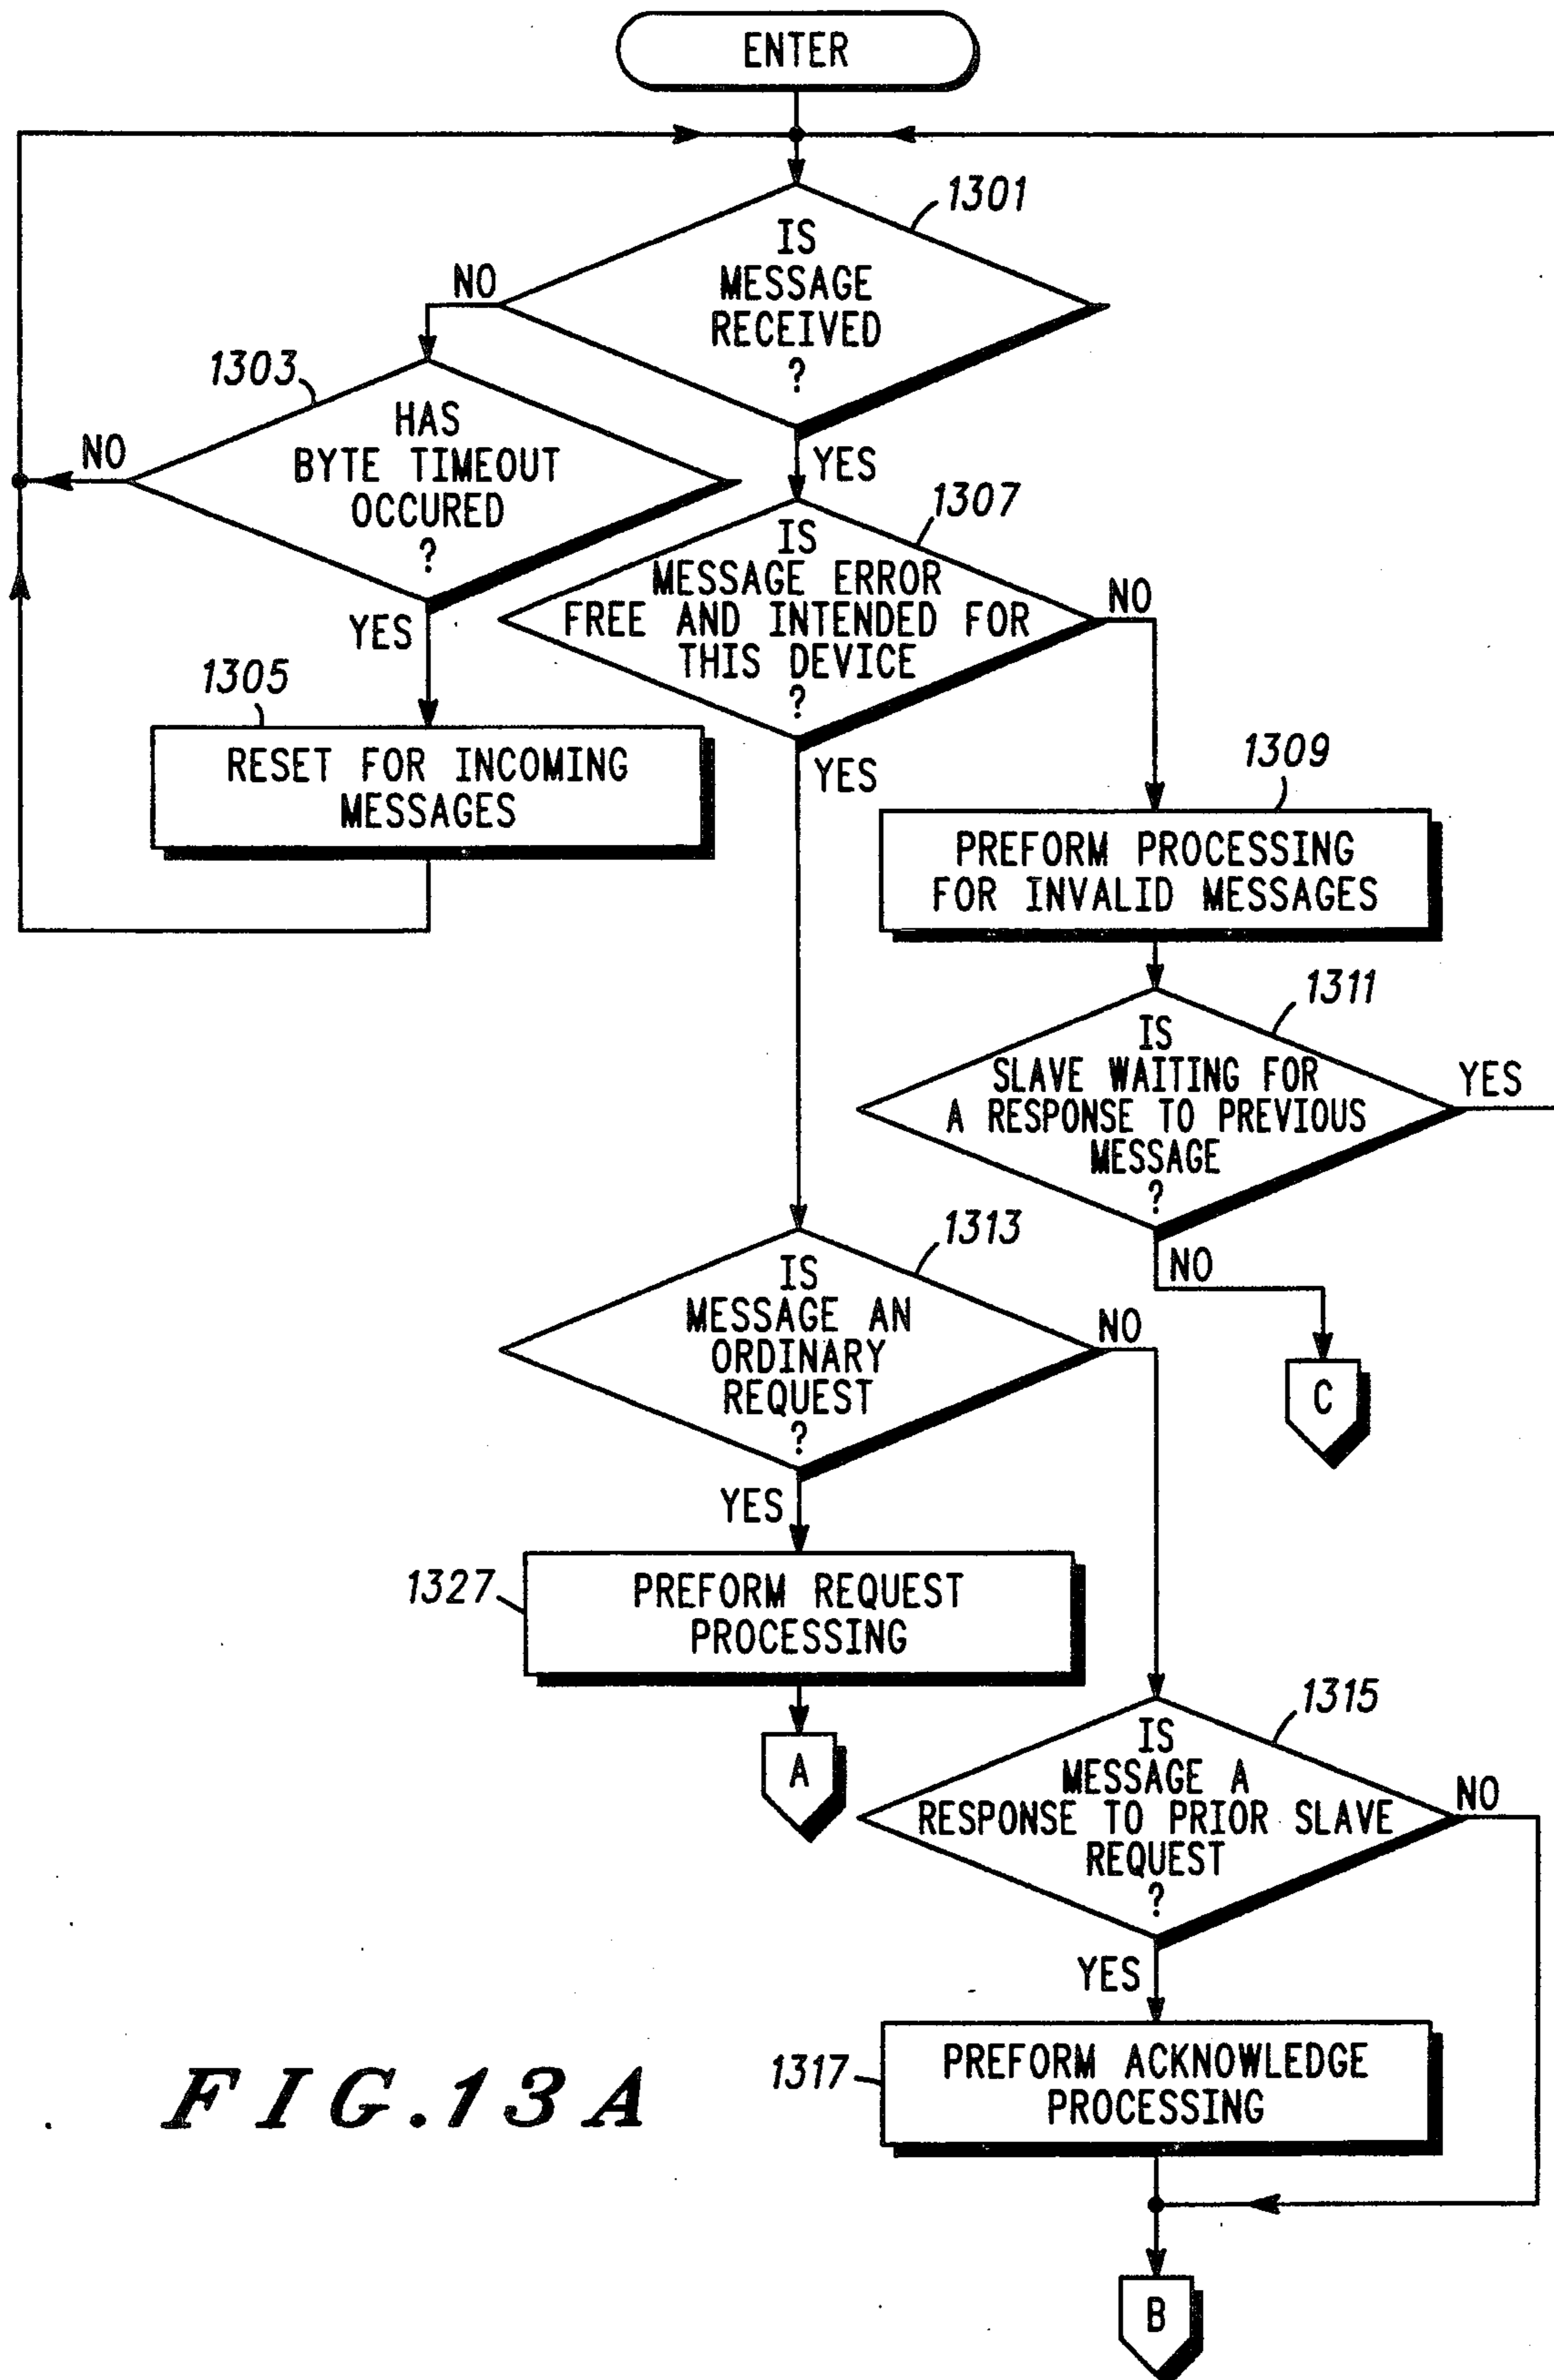 ENTER
1301
IS
MESSAGE
RECEIVED
?
NO
YES
1303
HAS
BYTE TIMEOUT
OCCURED
?
NO
YES
1305
RESET FOR INCOMING
MESSAGES
1307
IS
MESSAGE ERROR
FREE AND INTENDED FOR
THIS DEVICE
?
NO
YES
1309
PREFORM PROCESSING
FOR INVALID MESSAGES
1311
IS
SLAVE WAITING FOR
A RESPONSE TO PREVIOUS
MESSAGE
?
YES
NO
C
1313
IS
MESSAGE AN
ORDINARY
REQUEST
?
NO
YES
1327
PREFORM REQUEST
PROCESSING
A
1315
IS
MESSAGE A
RESPONSE TO PRIOR SLAVE
REQUEST
?
NO
YES
1317
PREFORM ACKNOWLEDGE
PROCESSING
B
FIG.13A